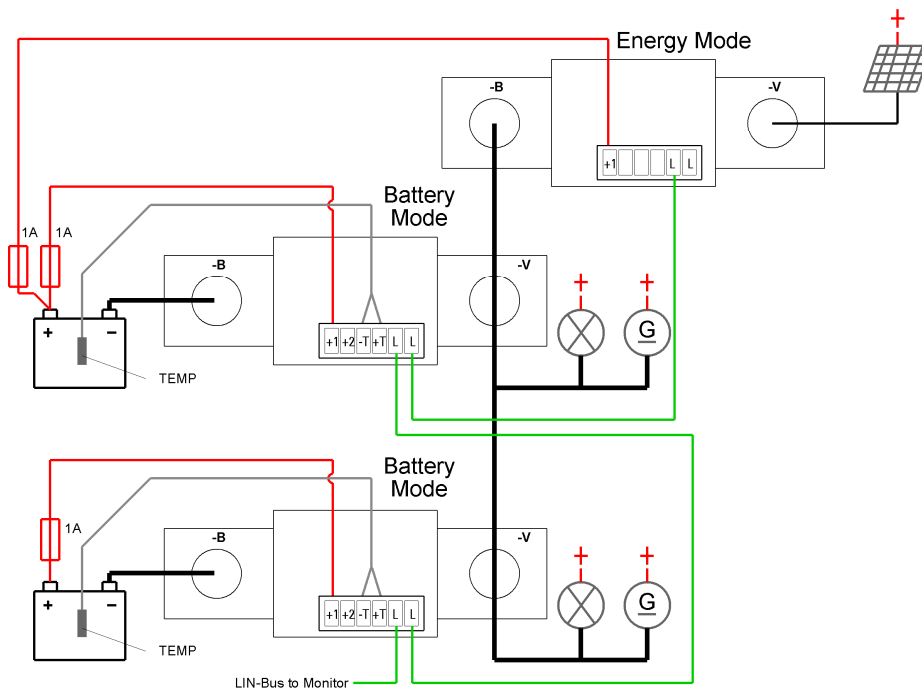 +
Energy Mode
-B
-V
+1
L
L
Battery
Mode
1A
1A
-B
-V
+
+
G
+1
+2
-T
+T
L
L
+
−
TEMP
Battery
Mode
1A
-B
-V
+
+
G
+1
+2
-T
+T
L
L
+
−
TEMP
LIN-Bus to Monitor